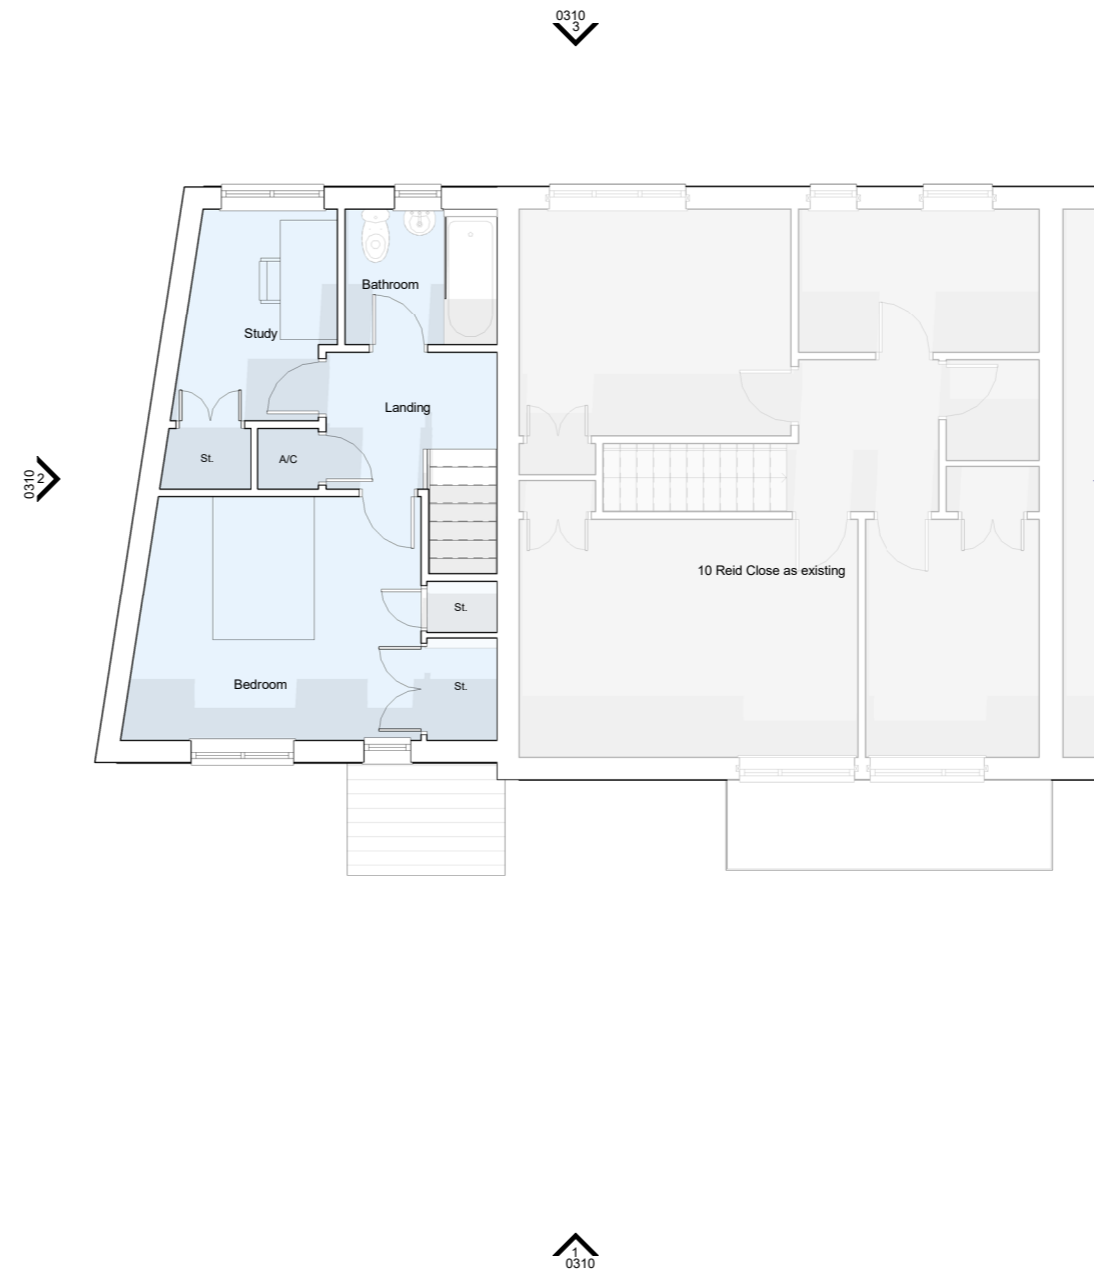 0310
3
Bathroom
Study
Landing
St.
A/C
0310
2
10 Reid Close as existing
St.
Bedroom
St.
1
0310